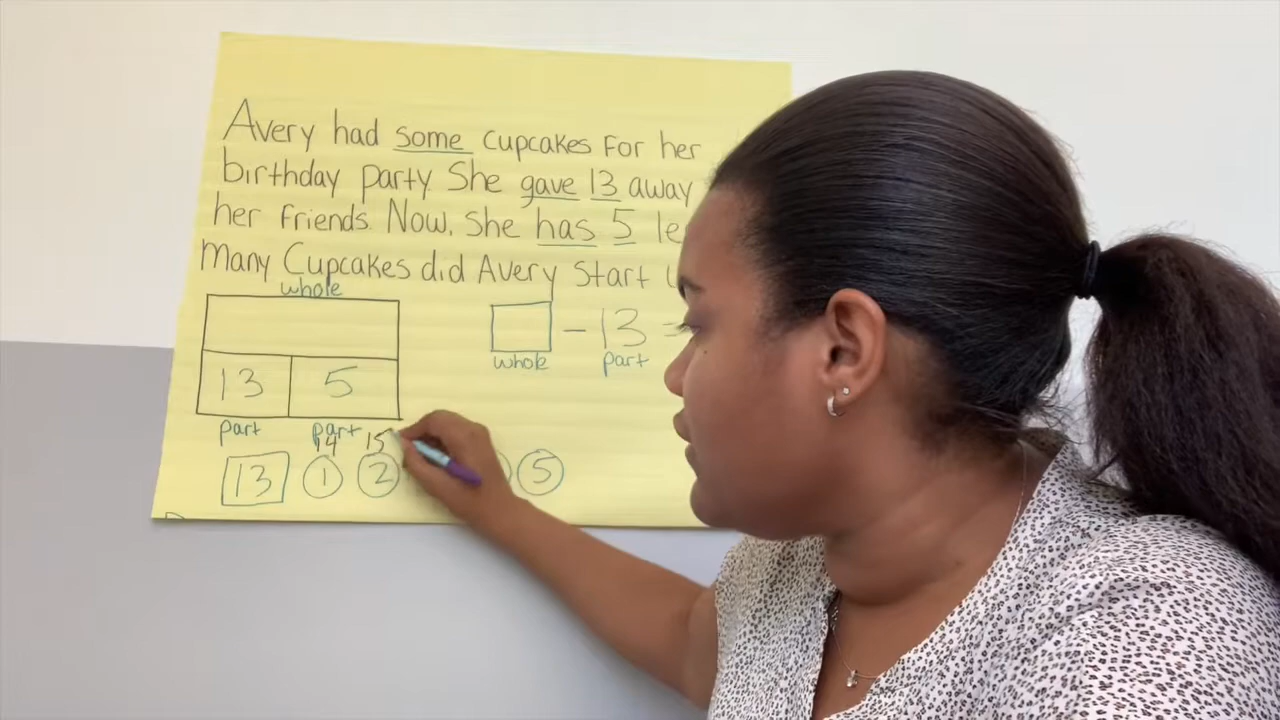 Avery had some cupcakes for her
birthday party She gave 13 away
her friends. Now, she has 5
many Cupcakes did Avery start
whole
- 13 =
whole part
13 5
part part
14 15
13 1 2 5